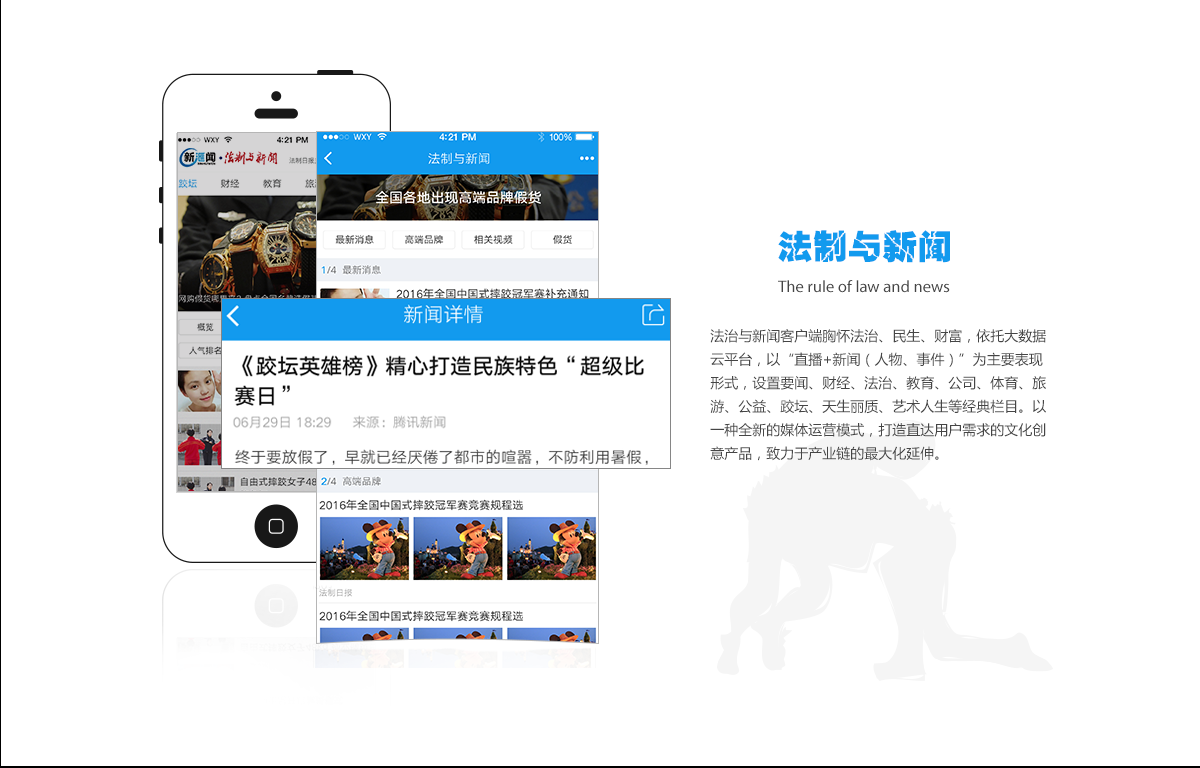 WXY
4:21 PM
新闻·法制与新闻
法制日报
跤坛 财经 教育 旅
概览
人气排名
自由式摔跤女子48
WXY 4:21 PM 100%
法制与新闻
全国各地出现高端品牌假货
最新消息 高端品牌 相关视频 假货
1/4 最新消息
2016年全国中国式摔跤冠军赛补充通知
新闻详情
《跤坛英雄榜》精心打造民族特色“超级比
赛日”
06月29日 18:29 来源：腾讯新闻
终于要放假了，早就已经厌倦了都市的喧嚣，不防利用暑假，
2/4 高端品牌
2016年全国中国式摔跤冠军赛竞赛规程选
法制日报
2016年全国中国式摔跤冠军赛竞赛规程选
法制与新闻
The rule of law and news
法治与新闻客户端胸怀法治、民生、财富，依托大数据
云平台，以“直播+新闻（人物、事件）”为主要表现
形式，设置要闻、财经、法治、教育、公司、体育、旅
游、公益、跤坛、天生丽质、艺术人生等经典栏目。以
一种全新的媒体运营模式，打造直达用户需求的文化创
意产品，致力于产业链的最大化延伸。